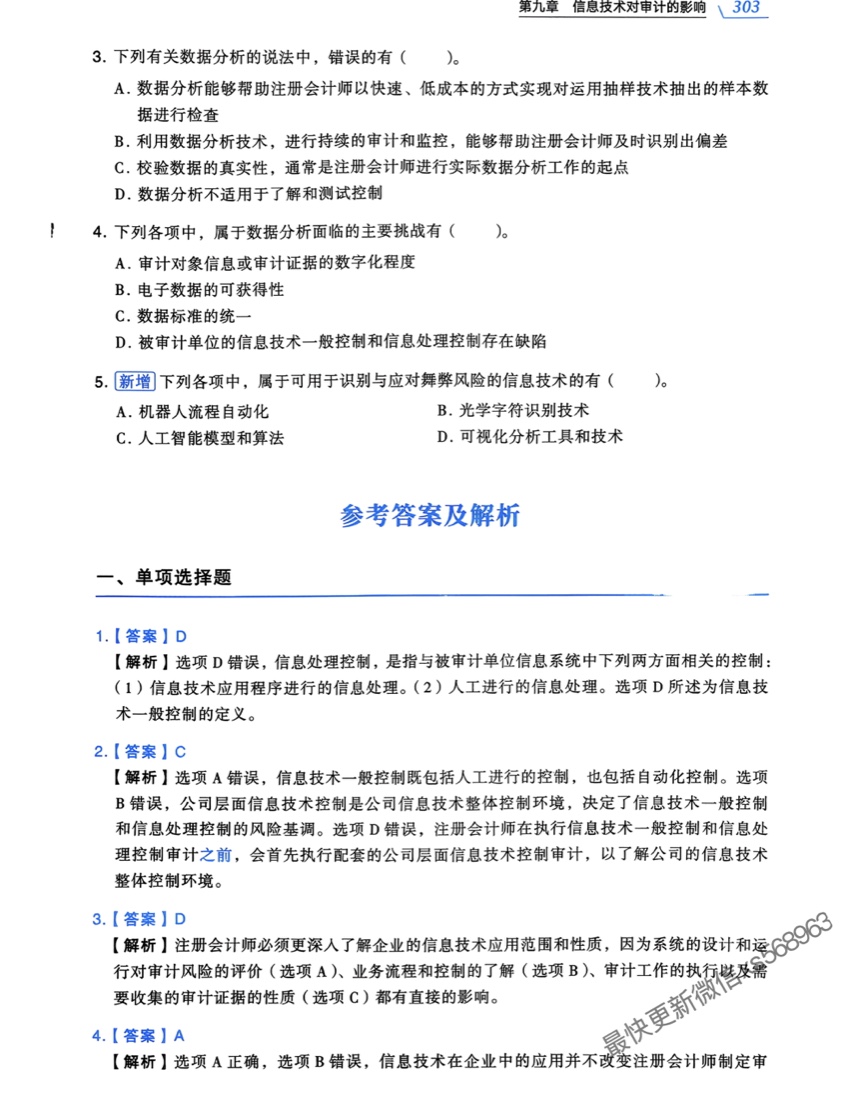 第九章 信息技术对审计的影响 303
3. 下列有关数据分析的说法中，错误的有（　　）。
A. 数据分析能够帮助注册会计师以快速、低成本的方式实现对运用抽样技术抽出的样本数
据进行检查
B. 利用数据分析技术，进行持续的审计和监控，能够帮助注册会计师及时识别出偏差
C. 校验数据的真实性，通常是注册会计师进行实际数据分析工作的起点
D. 数据分析不适用于了解和测试控制
4. 下列各项中，属于数据分析面临的主要挑战有（　　）。
A. 审计对象信息或审计证据的数字化程度
B. 电子数据的可获得性
C. 数据标准的统一
D. 被审计单位的信息技术一般控制和信息处理控制存在缺陷
5. 新增 下列各项中，属于可用于识别与应对舞弊风险的信息技术的有（　　）。
A. 机器人流程自动化 B. 光学字符识别技术
C. 人工智能模型和算法 D. 可视化分析工具和技术
参考答案及解析
一、单项选择题
1.【答案】D
【解析】选项 D 错误，信息处理控制，是指与被审计单位信息系统中下列两方面相关的控制：
（1）信息技术应用程序进行的信息处理。（2）人工进行的信息处理。选项 D 所述为信息技
术一般控制的定义。
2.【答案】C
【解析】选项 A 错误，信息技术一般控制既包括人工进行的控制，也包括自动化控制。选项
B 错误，公司层面信息技术控制是公司信息技术整体控制环境，决定了信息技术一般控制
和信息处理控制的风险基调。选项 D 错误，注册会计师在执行信息技术一般控制和信息处
理控制审计之前，会首先执行配套的公司层面信息技术控制审计，以了解公司的信息技术
整体控制环境。
3.【答案】D
【解析】注册会计师必须更深入了解企业的信息技术应用范围和性质，因为系统的设计和运
行对审计风险的评价（选项 A）、业务流程和控制的了解（选项 B）、审计工作的执行以及需
要收集的审计证据的性质（选项 C）都有直接的影响。
4.【答案】A
【解析】选项 A 正确，选项 B 错误，信息技术在企业中的应用并不改变注册会计师制定审
最快更新微信
s568963